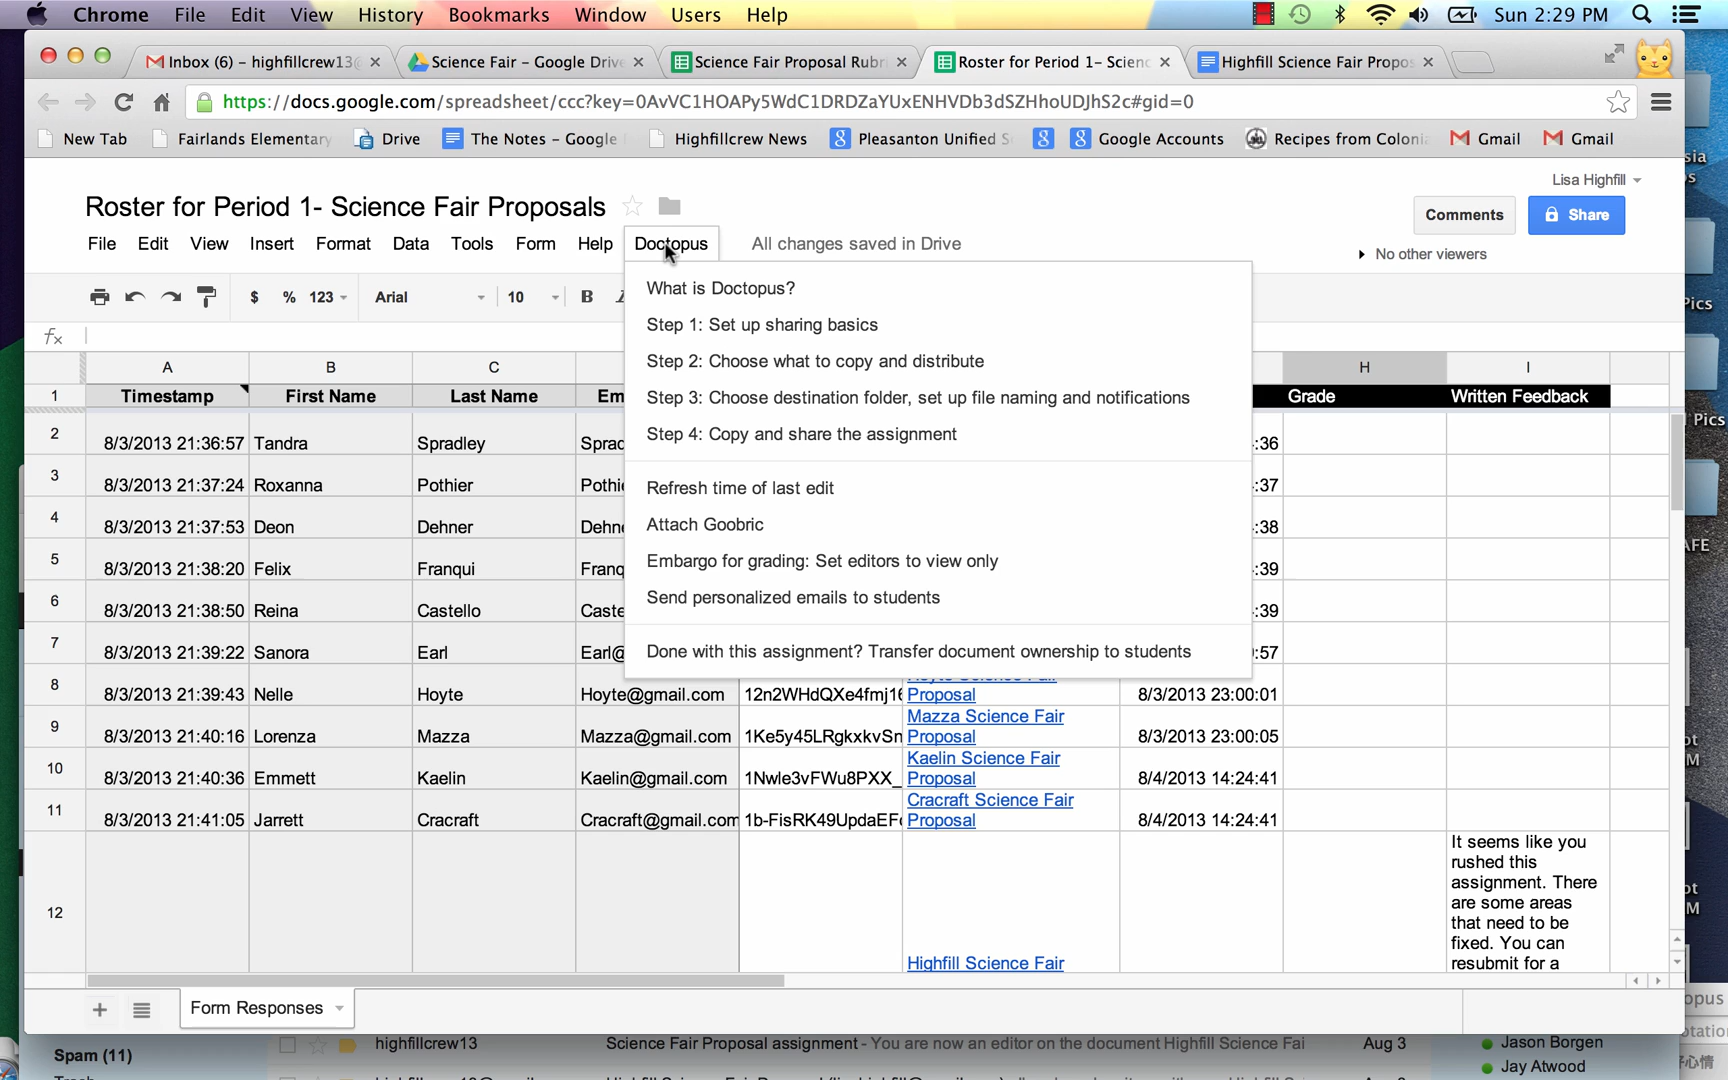 Chrome File Edit View History Bookmarks Window Users Help Sun 2:29 PM
Inbox (6) – highfillcrew13@ Science Fair – Google Drive Science Fair Proposal Rubri Roster for Period 1– Scienc Highfill Science Fair Propos
https://docs.google.com/spreadsheet/ccc?key=0AvVC1HOAPy5WdC1DRDZaYUxENHVDb3dSZHhoUDJhS2c#gid=0
New Tab Fairlands Elementary Drive The Notes – Google Highfillcrew News Pleasanton Unified S Google Accounts Recipes from Colonia Gmail Gmail
Lisa Highfill
Roster for Period 1- Science Fair Proposals
Comments Share
File Edit View Insert Format Data Tools Form Help Doctopus All changes saved in Drive
No other viewers
$ % 123 Arial 10 B
What is Doctopus?
Step 1: Set up sharing basics
Step 2: Choose what to copy and distribute
Step 3: Choose destination folder, set up file naming and notifications
Step 4: Copy and share the assignment
Refresh time of last edit
Attach Goobric
Embargo for grading: Set editors to view only
Send personalized emails to students
Done with this assignment? Transfer document ownership to students
fx
A B C H I
1 Timestamp First Name Last Name Em Grade Written Feedback
2 8/3/2013 21:36:57 Tandra Spradley Sprad :36
3 8/3/2013 21:37:24 Roxanna Pothier Pothi :37
4 8/3/2013 21:37:53 Deon Dehner Dehn :38
5 8/3/2013 21:38:20 Felix Franqui Franq :39
6 8/3/2013 21:38:50 Reina Castello Caste :39
7 8/3/2013 21:39:22 Sanora Earl Earl@ :57
8 8/3/2013 21:39:43 Nelle Hoyte Hoyte@gmail.com 12n2WHdQXe4fmj16 Hoyte Science Fair
Proposal 8/3/2013 23:00:01
9 8/3/2013 21:40:16 Lorenza Mazza Mazza@gmail.com 1Ke5y45LRgkxkvSn Mazza Science Fair
Proposal 8/3/2013 23:00:05
10 8/3/2013 21:40:36 Emmett Kaelin Kaelin@gmail.com 1Nwle3vFWu8PXX_ Kaelin Science Fair
Proposal 8/4/2013 14:24:41
11 8/3/2013 21:41:05 Jarrett Cracraft Cracraft@gmail.com 1b-FisRK49UpdaEF Cracraft Science Fair
Proposal 8/4/2013 14:24:41
12 Highfill Science Fair
It seems like you
rushed this
assignment. There
are some areas
that need to be
fixed. You can
resubmit for a
Form Responses
Spam (11) highfillcrew13 Science Fair Proposal assignment - You are now an editor on the document Highfill Science Fai Aug 3
Jason Borgen
Jay Atwood
Pics
Pics